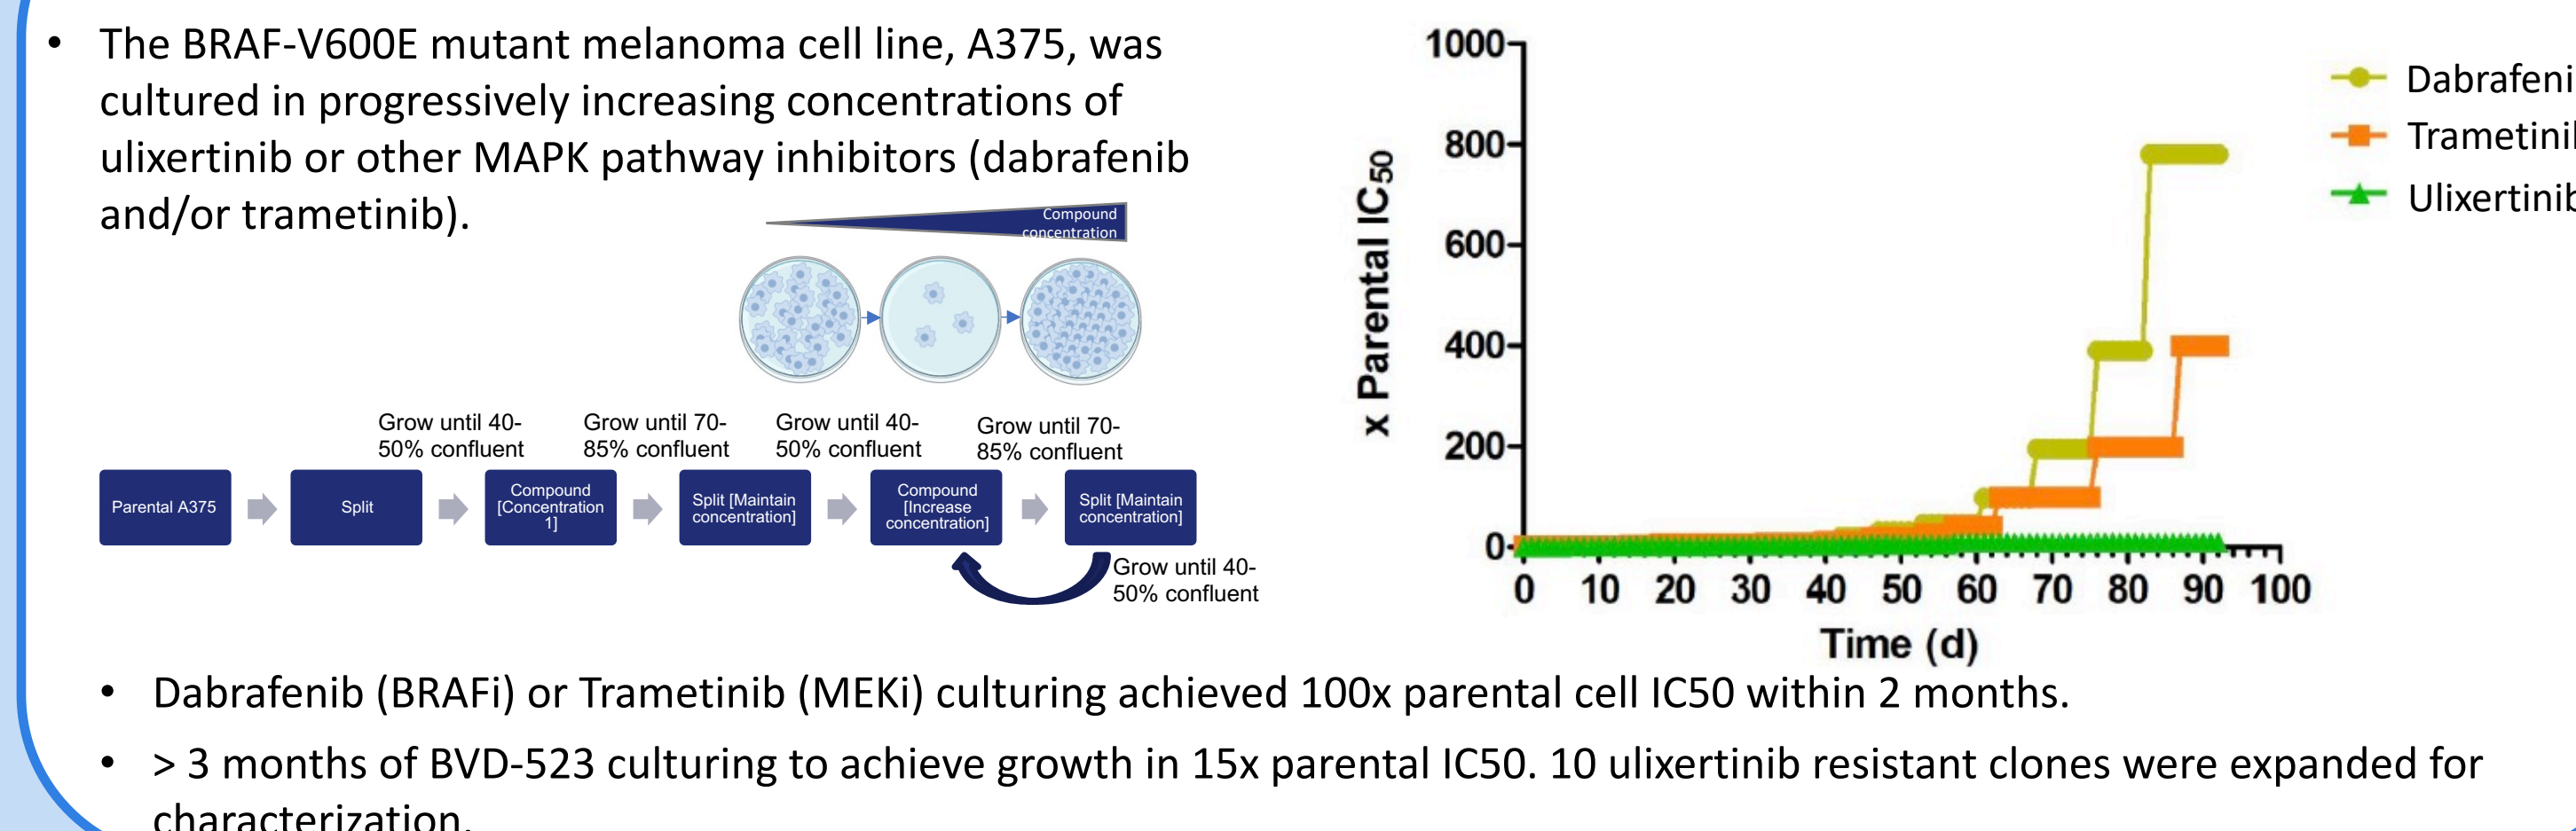 • The BRAF-V600E mutant melanoma cell line, A375, was
cultured in progressively increasing concentrations of
ulixertinib or other MAPK pathway inhibitors (dabrafenib
and/or trametinib).
Compound
concentration
Grow until 40-
50% confluent
Grow until 70-
85% confluent
Grow until 40-
50% confluent
Grow until 70-
85% confluent
Parental A375
Split
Compound
[Concentration
1]
Split [Maintain
concentration]
Compound
[Increase
concentration]
Split [Maintain
concentration]
Grow until 40-
50% confluent
x Parental IC50
1000
800
600
400
200
0
0 10 20 30 40 50 60 70 80 90 100
Time (d)
Dabrafeni
Trametini
Ulixertinib
• Dabrafenib (BRAFi) or Trametinib (MEKi) culturing achieved 100x parental cell IC50 within 2 months.
• > 3 months of BVD-523 culturing to achieve growth in 15x parental IC50. 10 ulixertinib resistant clones were expanded for
characterization.